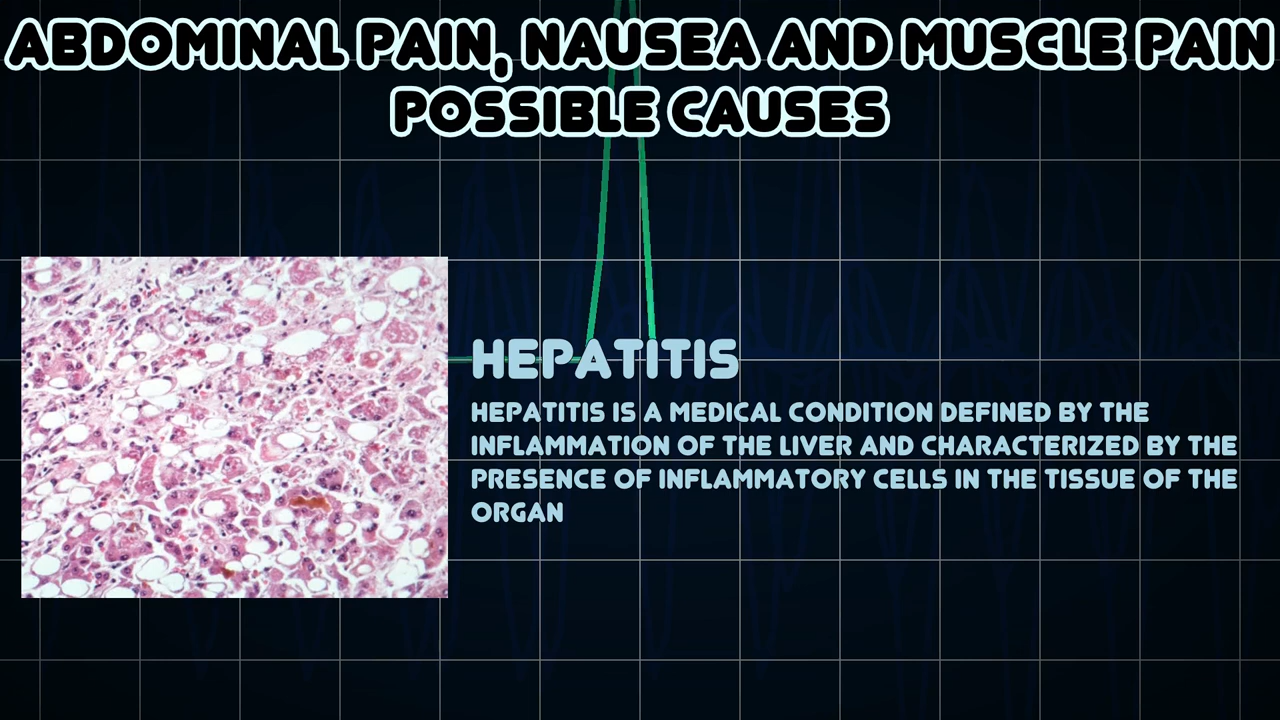 ABDOMINAL PAIN, NAUSEA AND MUSCLE PAIN
POSSIBLE CAUSES
HEPATITIS
HEPATITIS IS A MEDICAL CONDITION DEFINED BY THE
INFLAMMATION OF THE LIVER AND CHARACTERIZED BY THE
PRESENCE OF INFLAMMATORY CELLS IN THE TISSUE OF THE
ORGAN